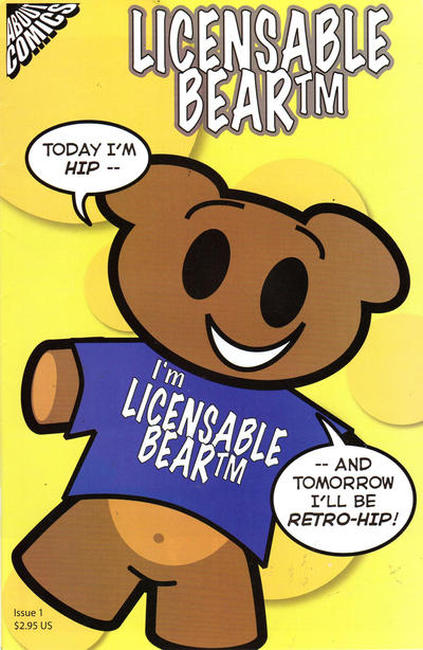 ABOUT
COMICS
LICENSABLE
BEAR™
TODAY I'M
HIP --
I'm
LICENSABLE
BEAR™
-- AND
TOMORROW
I'LL BE
RETRO-HIP!
Issue 1
$2.95 US